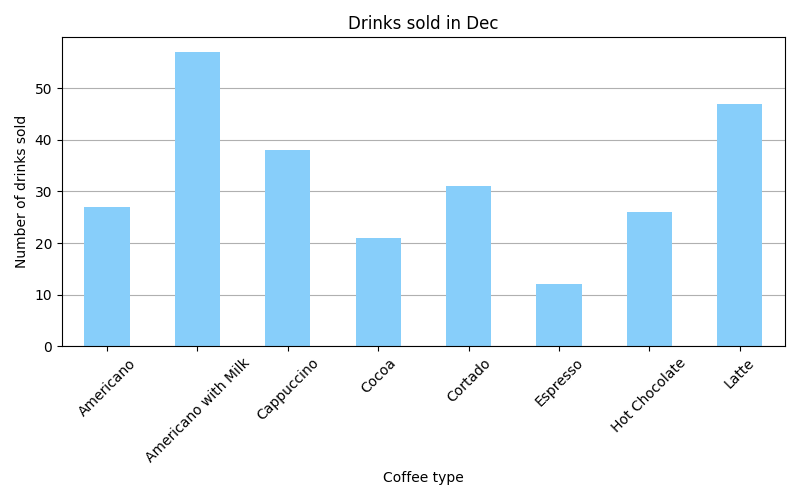 Drinks sold in Dec
Number of drinks sold
50
40
30
20
10
0
Americano
Americano with Milk
Cappuccino
Cocoa
Cortado
Espresso
Hot Chocolate
Latte
Coffee type